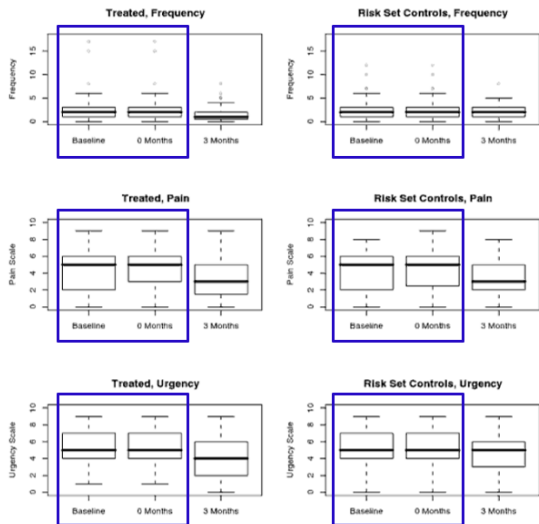 Treated, Frequency
Frequency
15
10
5
0
Baseline
0 Months
3 Months
Risk Set Controls, Frequency
Frequency
15
10
5
0
Baseline
0 Months
3 Months
Treated, Pain
Pain Scale
10
8
6
4
2
0
Baseline
0 Months
3 Months
Risk Set Controls, Pain
Pain Scale
10
8
6
4
2
0
Baseline
0 Months
3 Months
Treated, Urgency
Urgency Scale
10
8
6
4
2
0
Baseline
0 Months
3 Months
Risk Set Controls, Urgency
Urgency Scale
10
8
6
4
2
0
Baseline
0 Months
3 Months